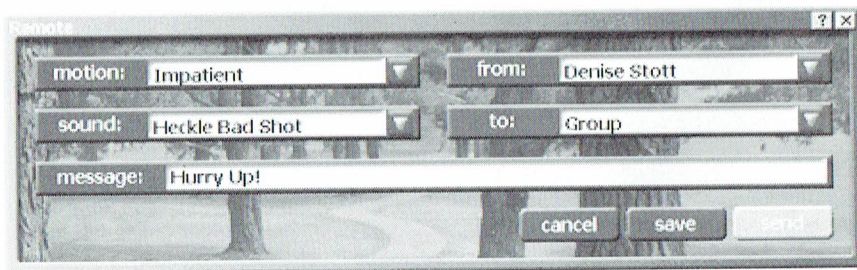 Remote ? ×
motion: Impatient from: Denise Stott
sound: Heckle Bad Shot to: Group
message: Hurry Up!
cancel save send